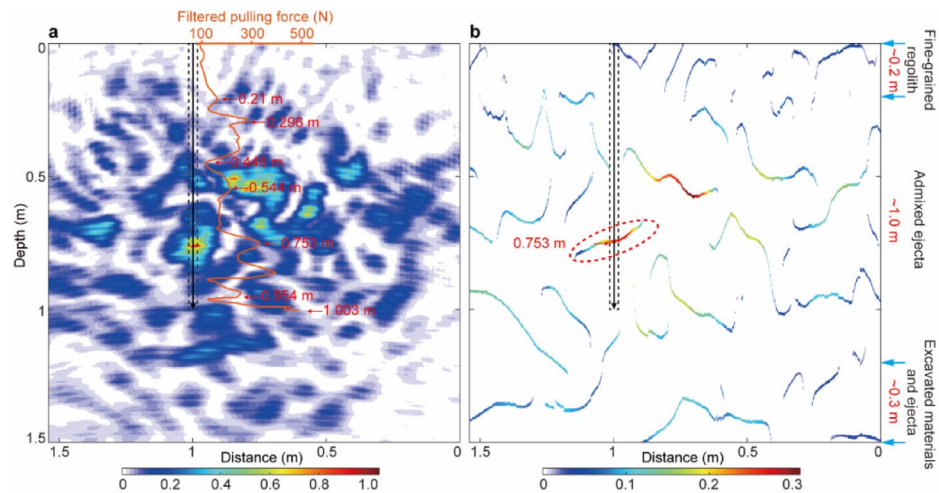 Filtered pulling force (N)
a
100
300
500
b
0
0.5
1.0
1.5
Depth (m)
0.21 m
0.296 m
0.443 m
0.544 m
0.753 m
0.954 m
1.003 m
1.5
1
0.5
0
Distance (m)
0
0.2
0.4
0.6
0.8
1.0
0.753 m
1.5
1
0.5
0
Distance (m)
0
0.1
0.2
0.3
Fine-grained
regolith
~0.2 m
Admixed ejecta
~1.0 m
Excavated materials
and ejecta
~0.3 m